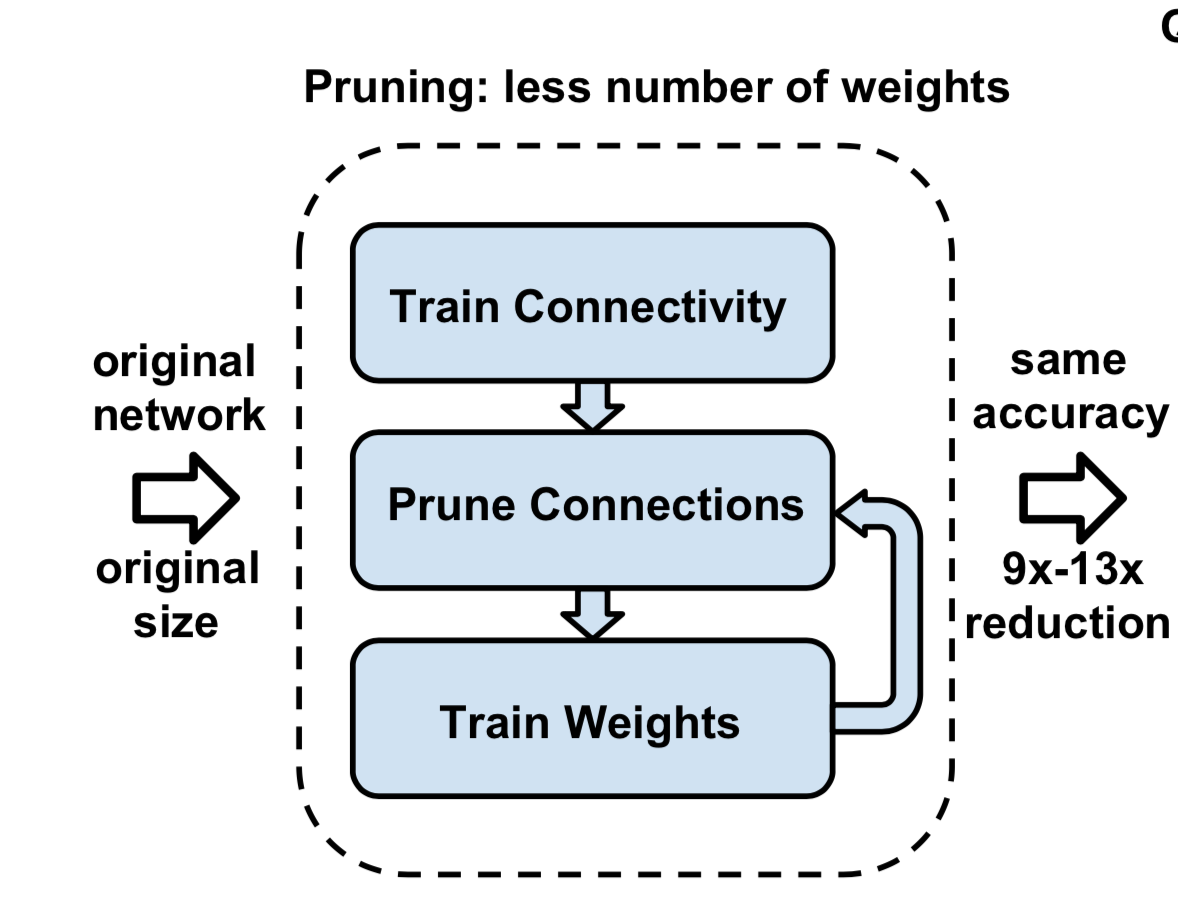 Pruning: less number of weights
original
network
original
size
Train Connectivity
Prune Connections
Train Weights
same
accuracy
9x-13x
reduction